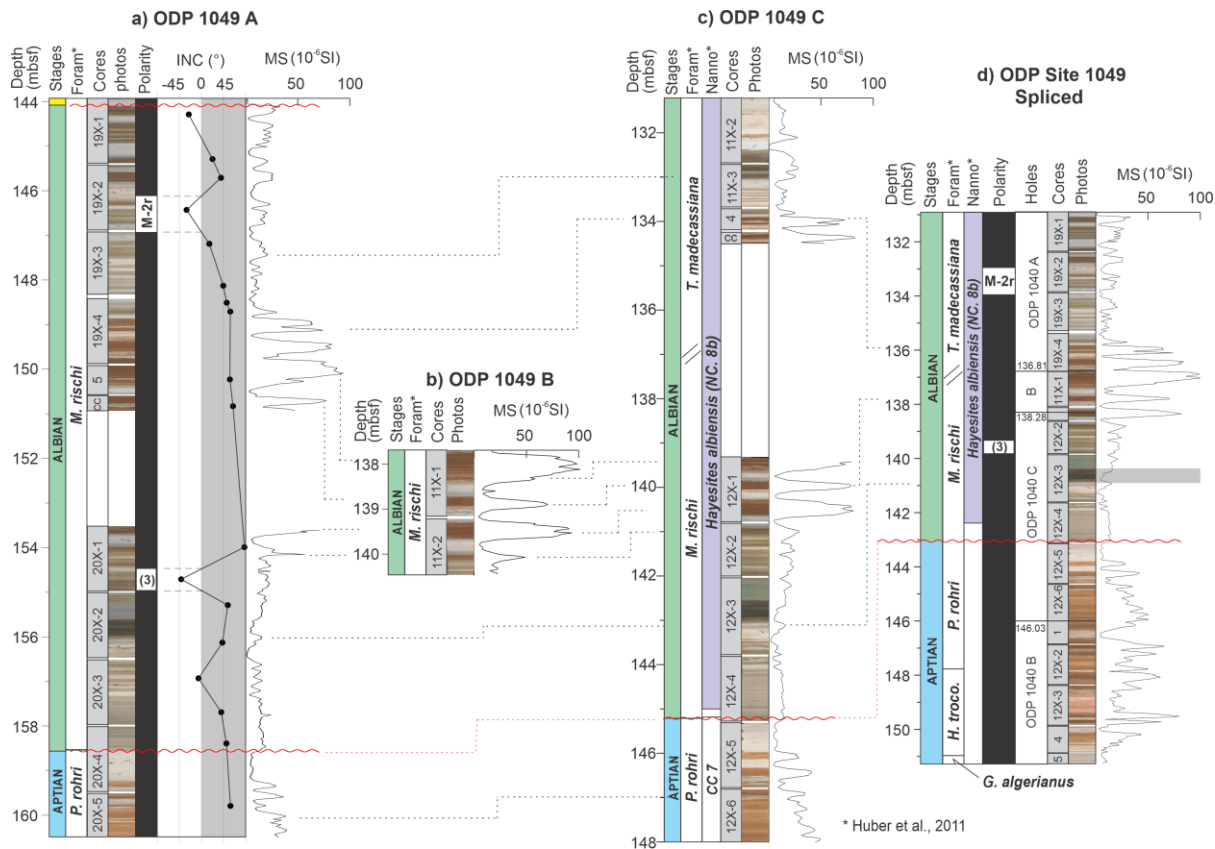 a) ODP 1049 A
Depth (mbsf)
Stages
Foram*
Cores
photos
Polarity
INC (°)
−45 0 45
MS (10⁻⁶SI)
50 100
144
146
148
150
152
154
156
158
160
ALBIAN
APTIAN
M. rischi
P. rohri
19X-1
19X-2
19X-3
19X-4
5
cc
20X-1
20X-2
20X-3
20X-4
20X-5
M-2r
(3)
b) ODP 1049 B
Depth (mbsf)
Stages
Foram*
Cores
Photos
MS (10⁻⁶SI)
50 100
138
139
140
ALBIAN
M. rischi
11X-1
11X-2
c) ODP 1049 C
Depth (mbsf)
Stages
Foram*
Nanno*
Cores
Photos
MS (10⁻⁶SI)
50 100
132
134
136
138
140
142
144
146
148
ALBIAN
APTIAN
T. madecassiana
M. rischi
P. rohri
Hayesites albiensis (NC. 8b)
CC 7
11X-2
11X-3
4
12X-1
12X-2
12X-3
12X-4
12X-5
12X-6
d) ODP Site 1049
Spliced
Depth (mbsf)
Stages
Foram*
Nanno*
Polarity
Holes
Cores
Photos
MS (10⁻⁶SI)
50 100
132
134
136
138
140
142
144
146
148
150
ALBIAN
APTIAN
T. madecassiana
M. rischi
P. rohri
H. troco.
G. algerianus
Hayesites albiensis (NC. 8b)
M-2r
(3)
ODP 1040 A
136.81
B
138.28
ODP 1040 C
146.03
ODP 1040 B
19X-1
19X-2
19X-3
19X-4
11X-1
12X-2
12X-3
12X-4
12X-5
12X-6
1
12X-2
12X-3
4
5
* Huber et al., 2011